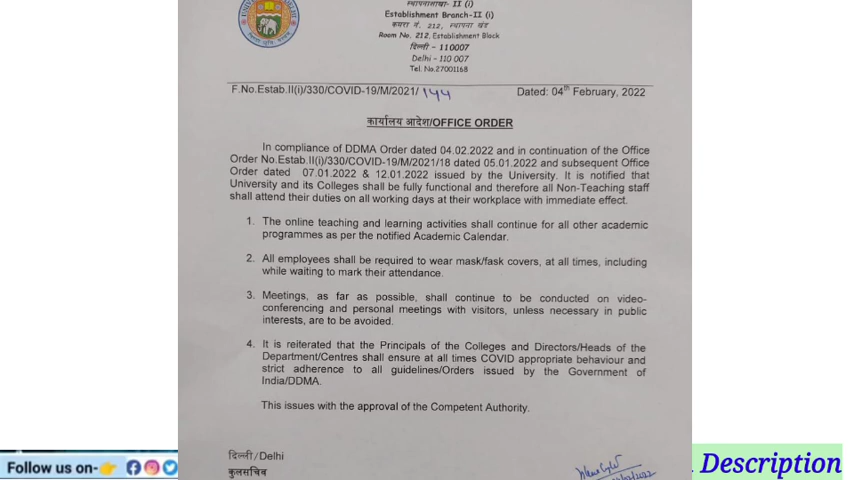 स्थापनाशाखा- II (i)
Establishment Branch-II (i)
कमरा नं. 212, स्थापना खंड
Room No, 212, Establishment Block
दिल्ली - 110007
Delhi - 110 007
Tel. No.27001168
F.No.Estab.II(i)/330/COVID-19/M/2021/ 144
Dated: 04th February, 2022
कार्यालय आदेश/OFFICE ORDER
In compliance of DDMA Order dated 04.02.2022 and in continuation of the Office
Order No.Estab.II(i)/330/COVID-19/M/2021/18 dated 05.01.2022 and subsequent Office
Order dated 07.01.2022 & 12.01.2022 issued by the University. It is notified that
University and its Colleges shall be fully functional and therefore all Non-Teaching staff
shall attend their duties on all working days at their workplace with immediate effect.
1. The online teaching and learning activities shall continue for all other academic
programmes as per the notified Academic Calendar.
2. All employees shall be required to wear mask/fask covers, at all times, including
while waiting to mark their attendance.
3. Meetings, as far as possible, shall continue to be conducted on video-
conferencing and personal meetings with visitors, unless necessary in public
interests, are to be avoided.
4. It is reiterated that the Principals of the Colleges and Directors/Heads of the
Department/Centres shall ensure at all times COVID appropriate behaviour and
strict adherence to all guidelines/Orders issued by the Government of
India/DDMA.
This issues with the approval of the Competent Authority.
दिल्ली/Delhi
कुलसचिव
Follow us on-
Description